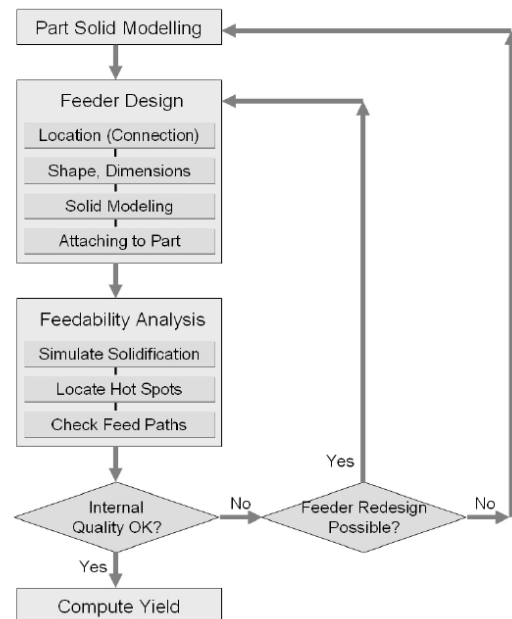 Part Solid Modelling
Feeder Design
Location (Connection)
Shape, Dimensions
Solid Modeling
Attaching to Part
Feedability Analysis
Simulate Solidification
Locate Hot Spots
Check Feed Paths
Internal
Quality OK?
No
Yes
Feeder Redesign
Possible?
No
Yes
Compute Yield